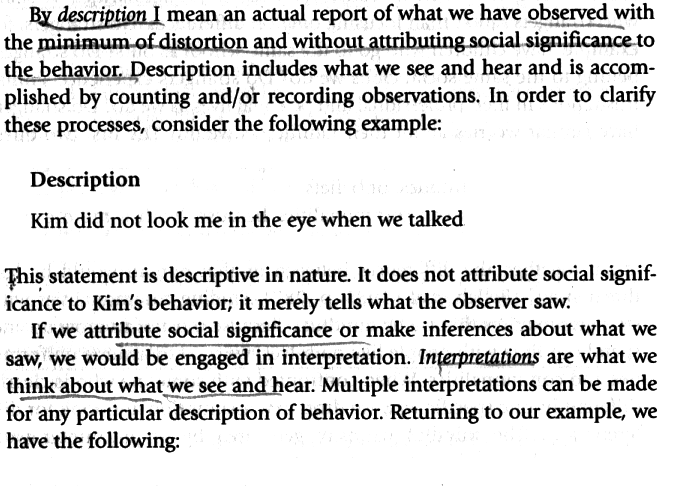 By description I mean an actual report of what we have observed with
the minimum of distortion and without attributing social significance to
the behavior. Description includes what we see and hear and is accom-
plished by counting and/or recording observations. In order to clarify
these processes, consider the following example:
Description
Kim did not look me in the eye when we talked
This statement is descriptive in nature. It does not attribute social signif-
icance to Kim's behavior; it merely tells what the observer saw.
If we attribute social significance or make inferences about what we
saw, we would be engaged in interpretation. Interpretations are what we
think about what we see and hear. Multiple interpretations can be made
for any particular description of behavior. Returning to our example, we
have the following: